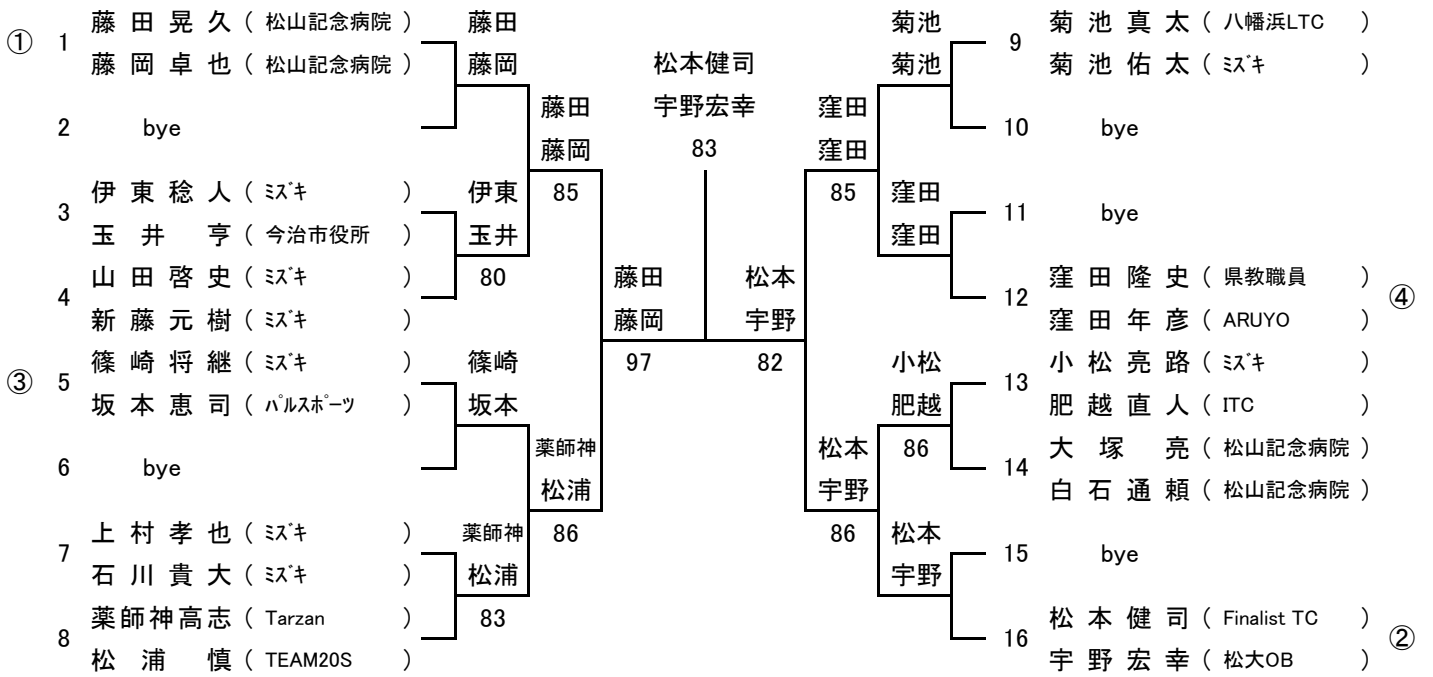 ① 1 藤田晃久 ( 松山記念病院 )
藤岡卓也 ( 松山記念病院 )
2 bye
3 伊東稔人 ( ﾐｽﾞｷ )
玉井亨 ( 今治市役所 )
4 山田啓史 ( ﾐｽﾞｷ )
新藤元樹 ( ﾐｽﾞｷ )
③ 5 篠崎将継 ( ﾐｽﾞｷ )
坂本恵司 ( ﾊﾟﾙｽﾎﾟｰﾂ )
6 bye
7 上村孝也 ( ﾐｽﾞｷ )
石川貴大 ( ﾐｽﾞｷ )
8 薬師神高志 ( Tarzan )
松浦慎 ( TEAM20S )
藤田
藤岡
伊東
玉井
80
篠崎
坂本
薬師神
松浦
83
藤田
藤岡
85
薬師神
松浦
86
藤田
藤岡
97
松本健司
宇野宏幸
83
松本
宇野
82
窪田
窪田
85
松本
宇野
86
菊池
菊池
窪田
窪田
小松
肥越
86
松本
宇野
9 菊池真太 ( 八幡浜LTC )
菊池佑太 ( ﾐｽﾞｷ )
10 bye
11 bye
12 窪田隆史 ( 県教職員 ) ④
窪田年彦 ( ARUYO )
13 小松亮路 ( ﾐｽﾞｷ )
肥越直人 ( ITC )
14 大塚亮 ( 松山記念病院 )
白石通頼 ( 松山記念病院 )
15 bye
16 松本健司 ( Finalist TC ) ②
宇野宏幸 ( 松大OB )